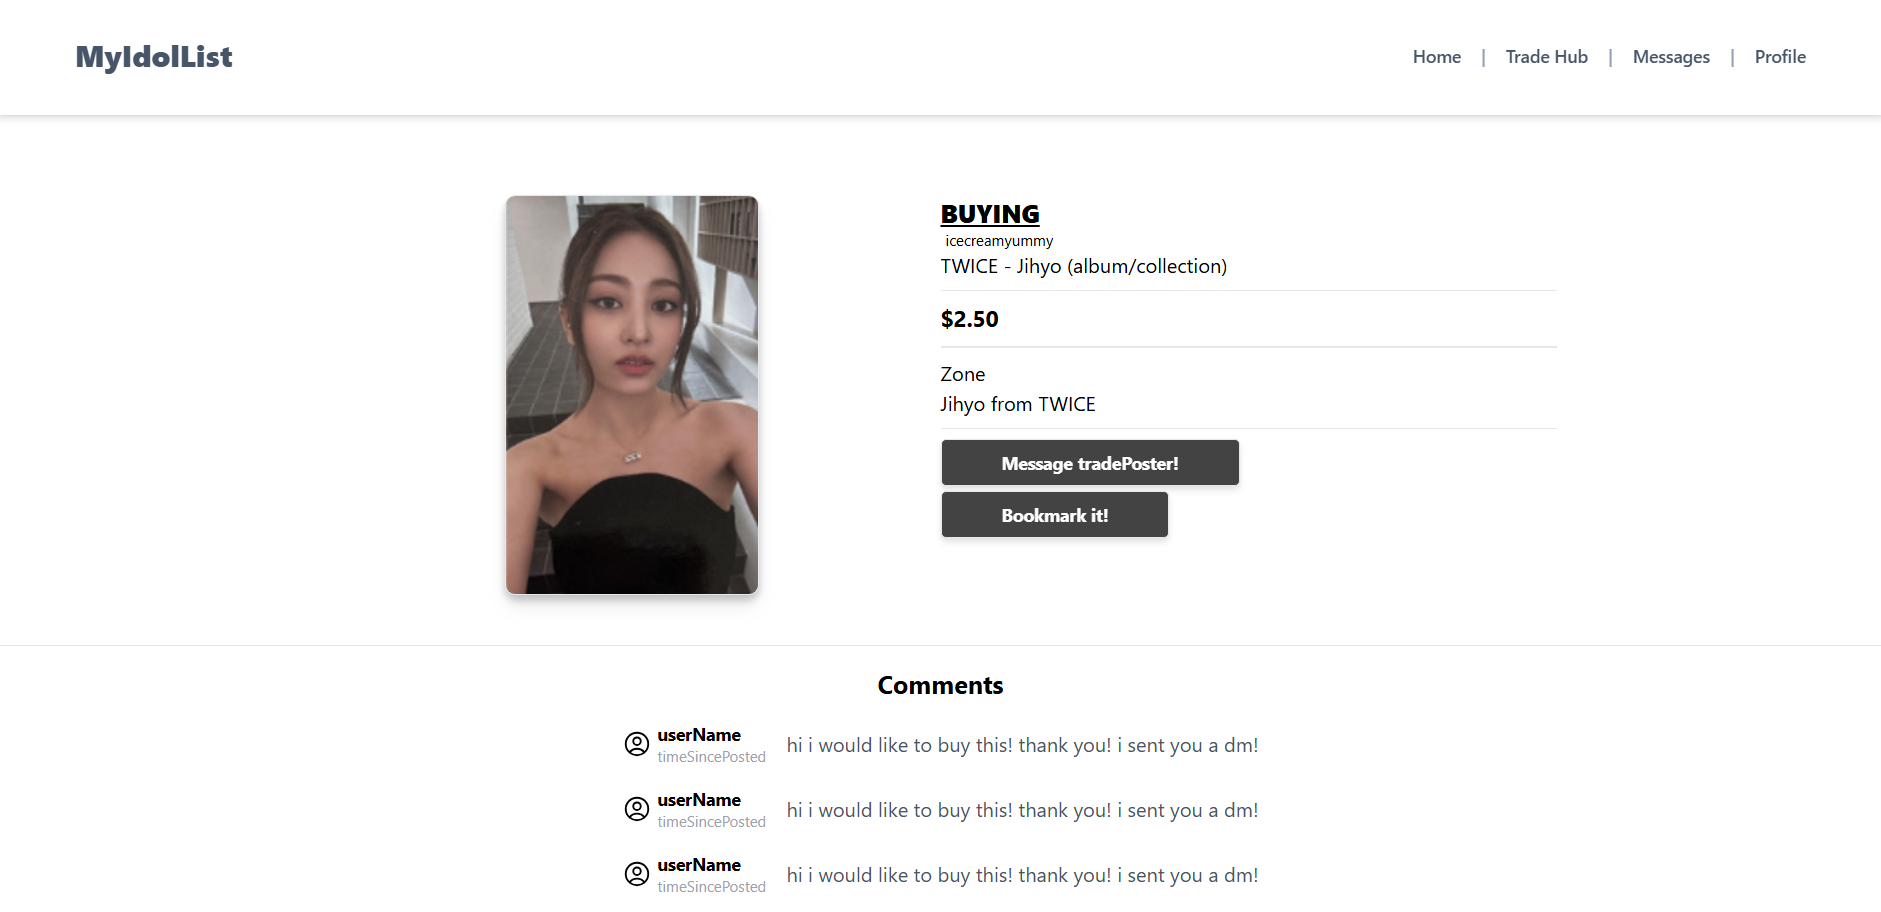 MyIdolList
Home | Trade Hub | Messages | Profile
BUYING
icecreamyummy
TWICE - Jihyo (album/collection)
$2.50
Zone
Jihyo from TWICE
Message tradePoster!
Bookmark it!
Comments
userName
timeSincePosted
hi i would like to buy this! thank you! i sent you a dm!
userName
timeSincePosted
hi i would like to buy this! thank you! i sent you a dm!
userName
timeSincePosted
hi i would like to buy this! thank you! i sent you a dm!